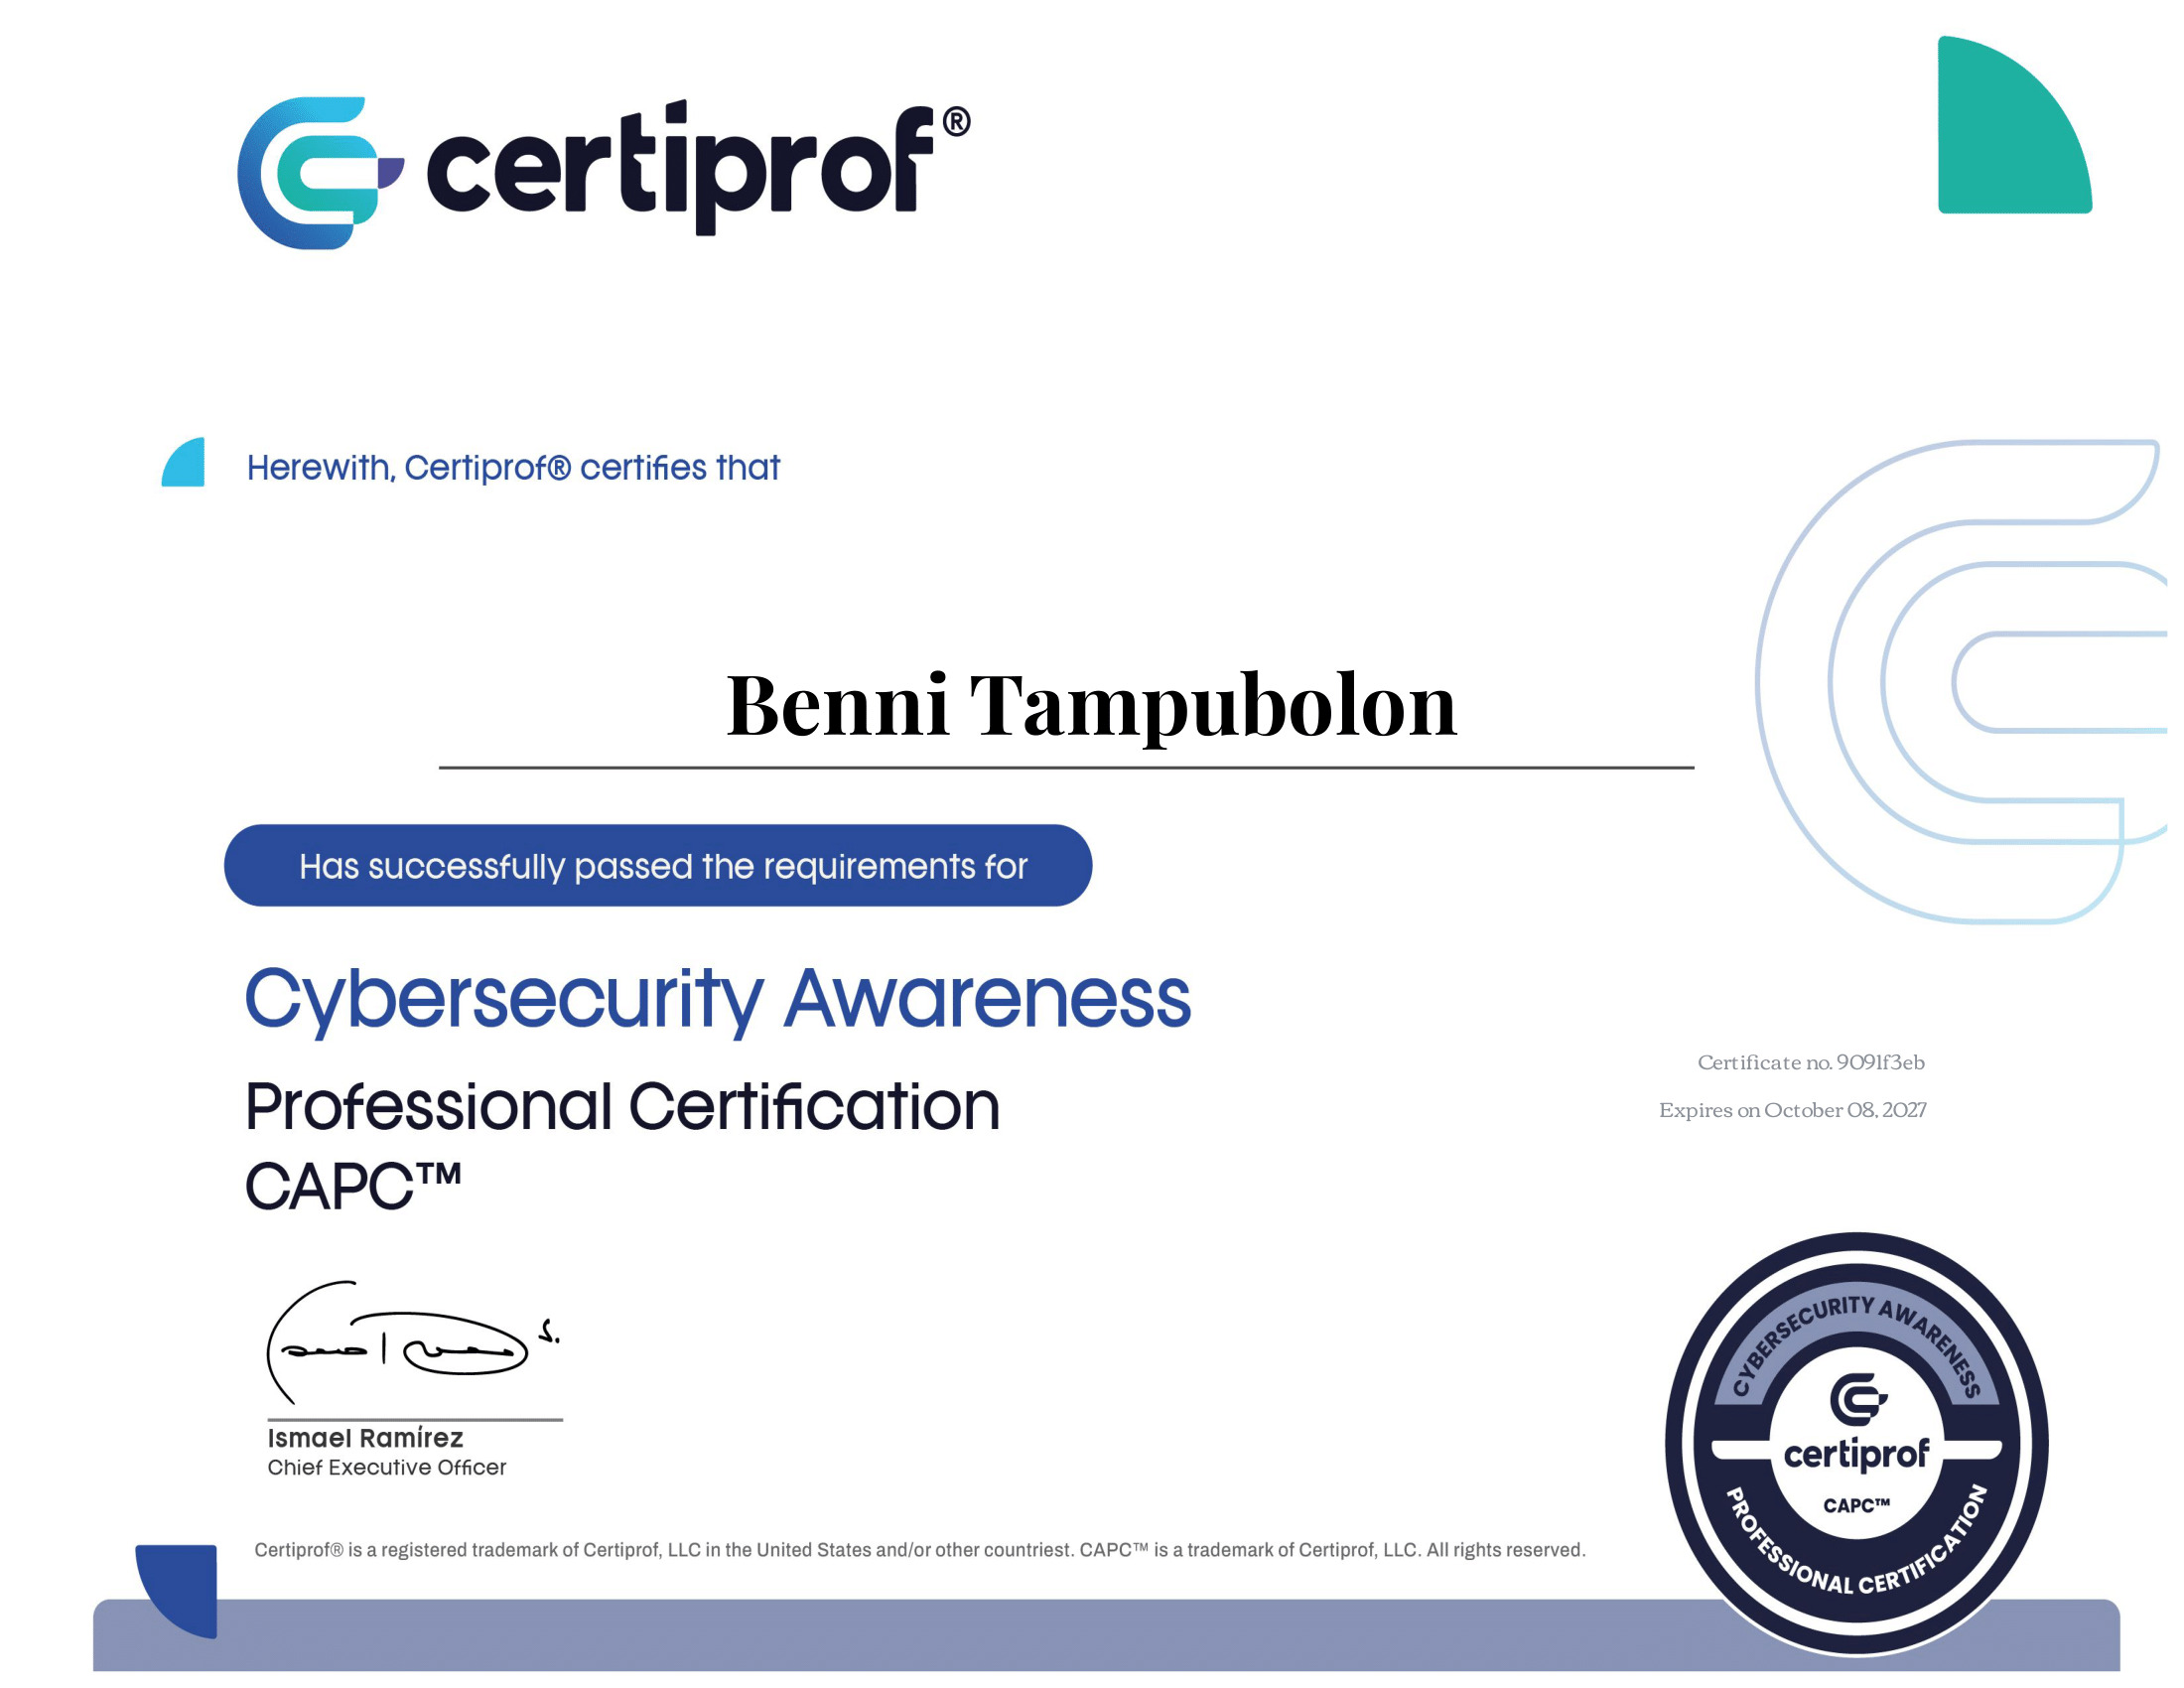 certiprof®
Herewith, Certiprof® certifies that
Benni Tampubolon
Has successfully passed the requirements for
Cybersecurity Awareness
Professional Certification
CAPC™
Certificate no. 9091f3eb
Expires on October 08, 2027
Ismael Ramírez
Chief Executive Officer
CYBERSECURITY AWARENESS
certiprof
CAPC™
PROFESSIONAL CERTIFICATION
Certiprof® is a registered trademark of Certiprof, LLC in the United States and/or other countriest. CAPC™ is a trademark of Certiprof, LLC. All rights reserved.